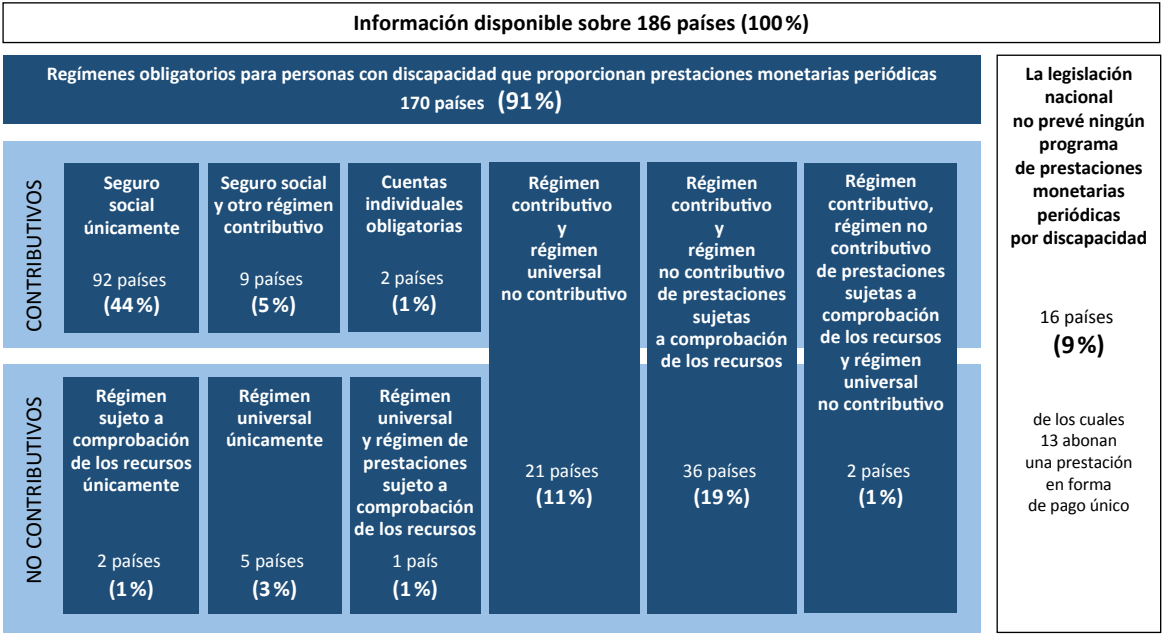 Información disponible sobre 186 países (100 %)
Regímenes obligatorios para personas con discapacidad que proporcionan prestaciones monetarias periódicas
170 países (91 %)
CONTRIBUTIVOS
Seguro
social
únicamente
92 países
(44 %)
Seguro social
y otro régimen
contributivo
9 países
(5 %)
Cuentas
individuales
obligatorias
2 países
(1 %)
Régimen
contributivo
y
régimen
universal
no contributivo
21 países
(11 %)
Régimen
contributivo
y
régimen
no contributivo
de prestaciones
sujetas
a comprobación
de los recursos
36 países
(19 %)
Régimen
contributivo,
régimen no
contributivo
de prestaciones
sujetas a
comprobación
de los recursos
y régimen
universal
no contributivo
2 países
(1 %)
NO CONTRIBUTIVOS
Régimen
sujeto a
comprobación
de los recursos
únicamente
2 países
(1 %)
Régimen
universal
únicamente
5 países
(3 %)
Régimen
universal
y régimen de
prestaciones
sujeto a
comprobación
de los recursos
1 país
(1 %)
La legislación
nacional
no prevé ningún
programa
de prestaciones
monetarias
periódicas
por discapacidad
16 países
(9 %)
de los cuales
13 abonan
una prestación
en forma
de pago único